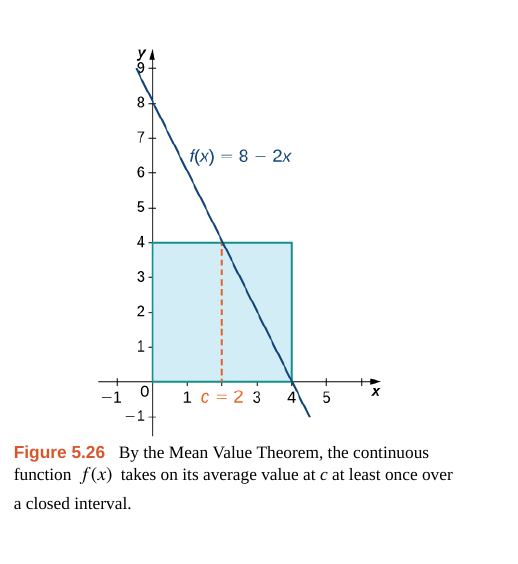 y
9
8
7
f(x) = 8 − 2x
6
5
4
3
2
1
−1 0 1 c = 2 3 4 5 x
−1
Figure 5.26 By the Mean Value Theorem, the continuous
function f(x) takes on its average value at c at least once over
a closed interval.